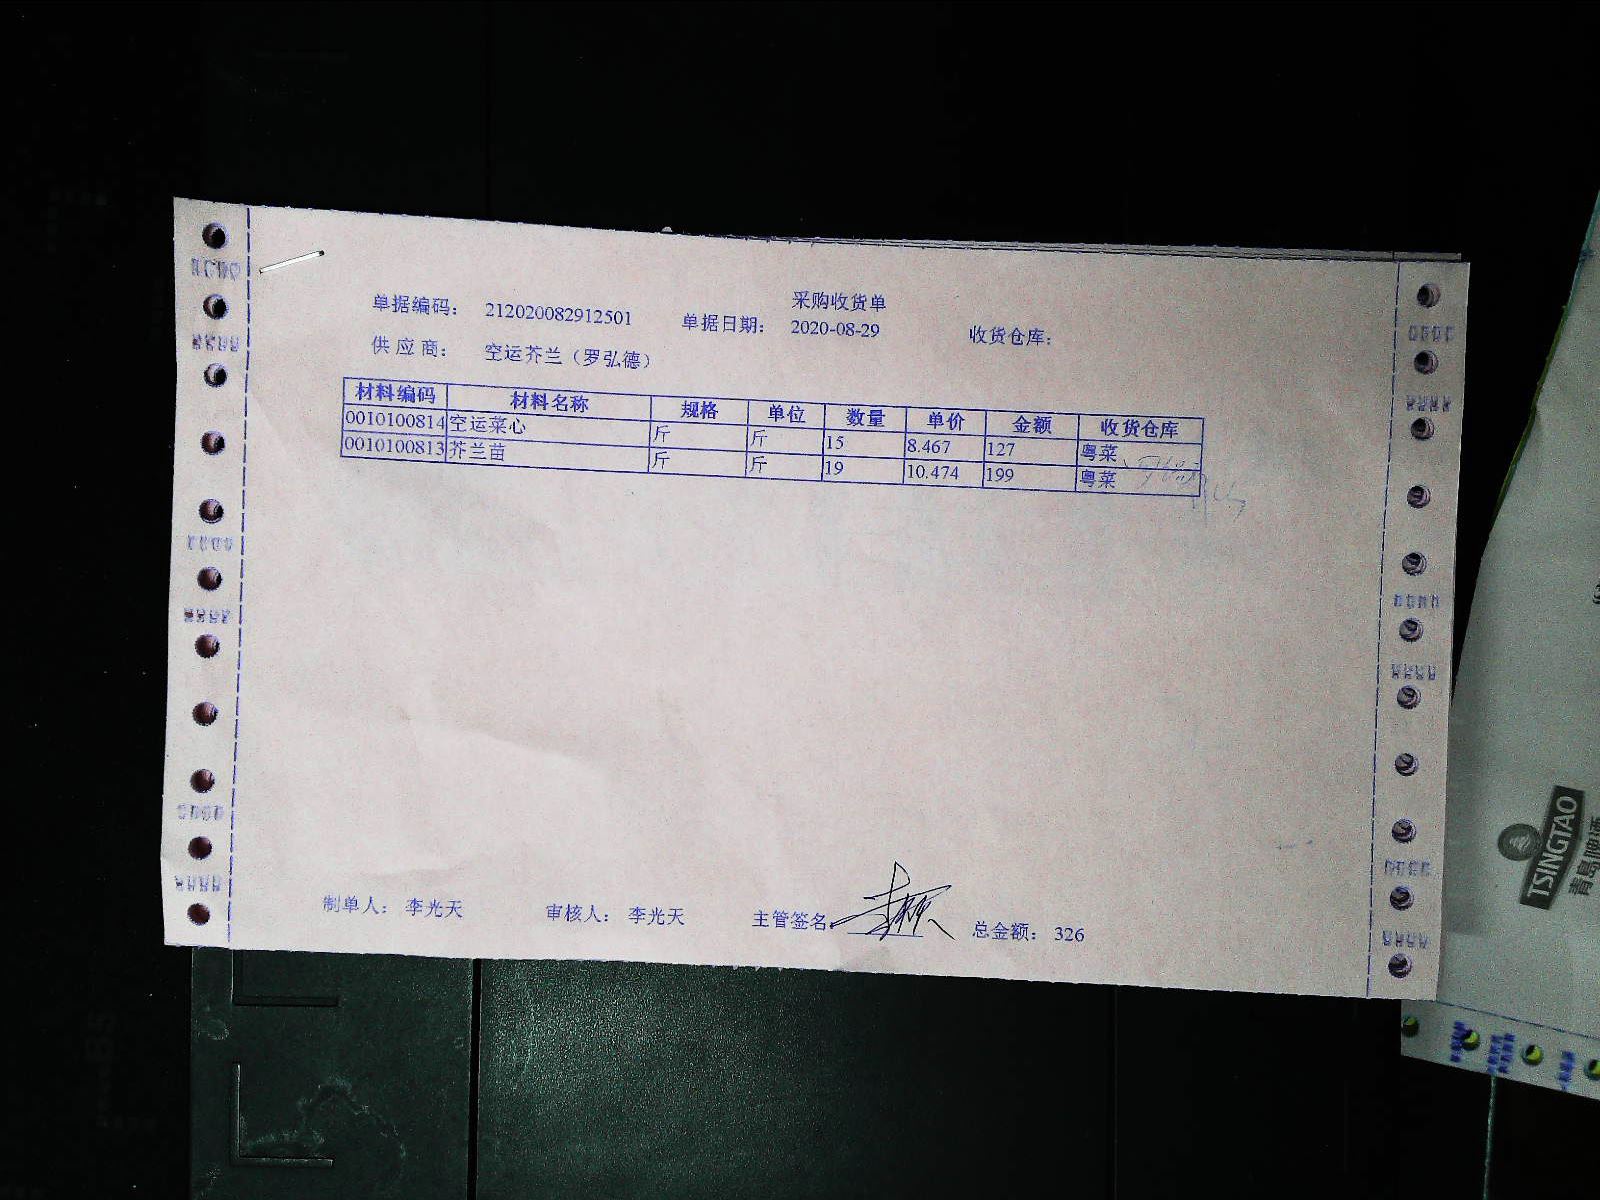 采购收货单
单据编码： 212020082912501 单据日期： 2020-08-29 收货仓库：
供应商： 空运芥兰（罗弘德）
材料编码 材料名称 规格 单位 数量 单价 金额 收货仓库
0010100814 空运菜心 斤 斤 15 8.467 127 粤菜
0010100813 芥兰苗 斤 斤 19 10.474 199 粤菜
制单人： 李光天 审核人： 李光天 主管签名 总金额： 326
TSINGTAO
青岛啤酒